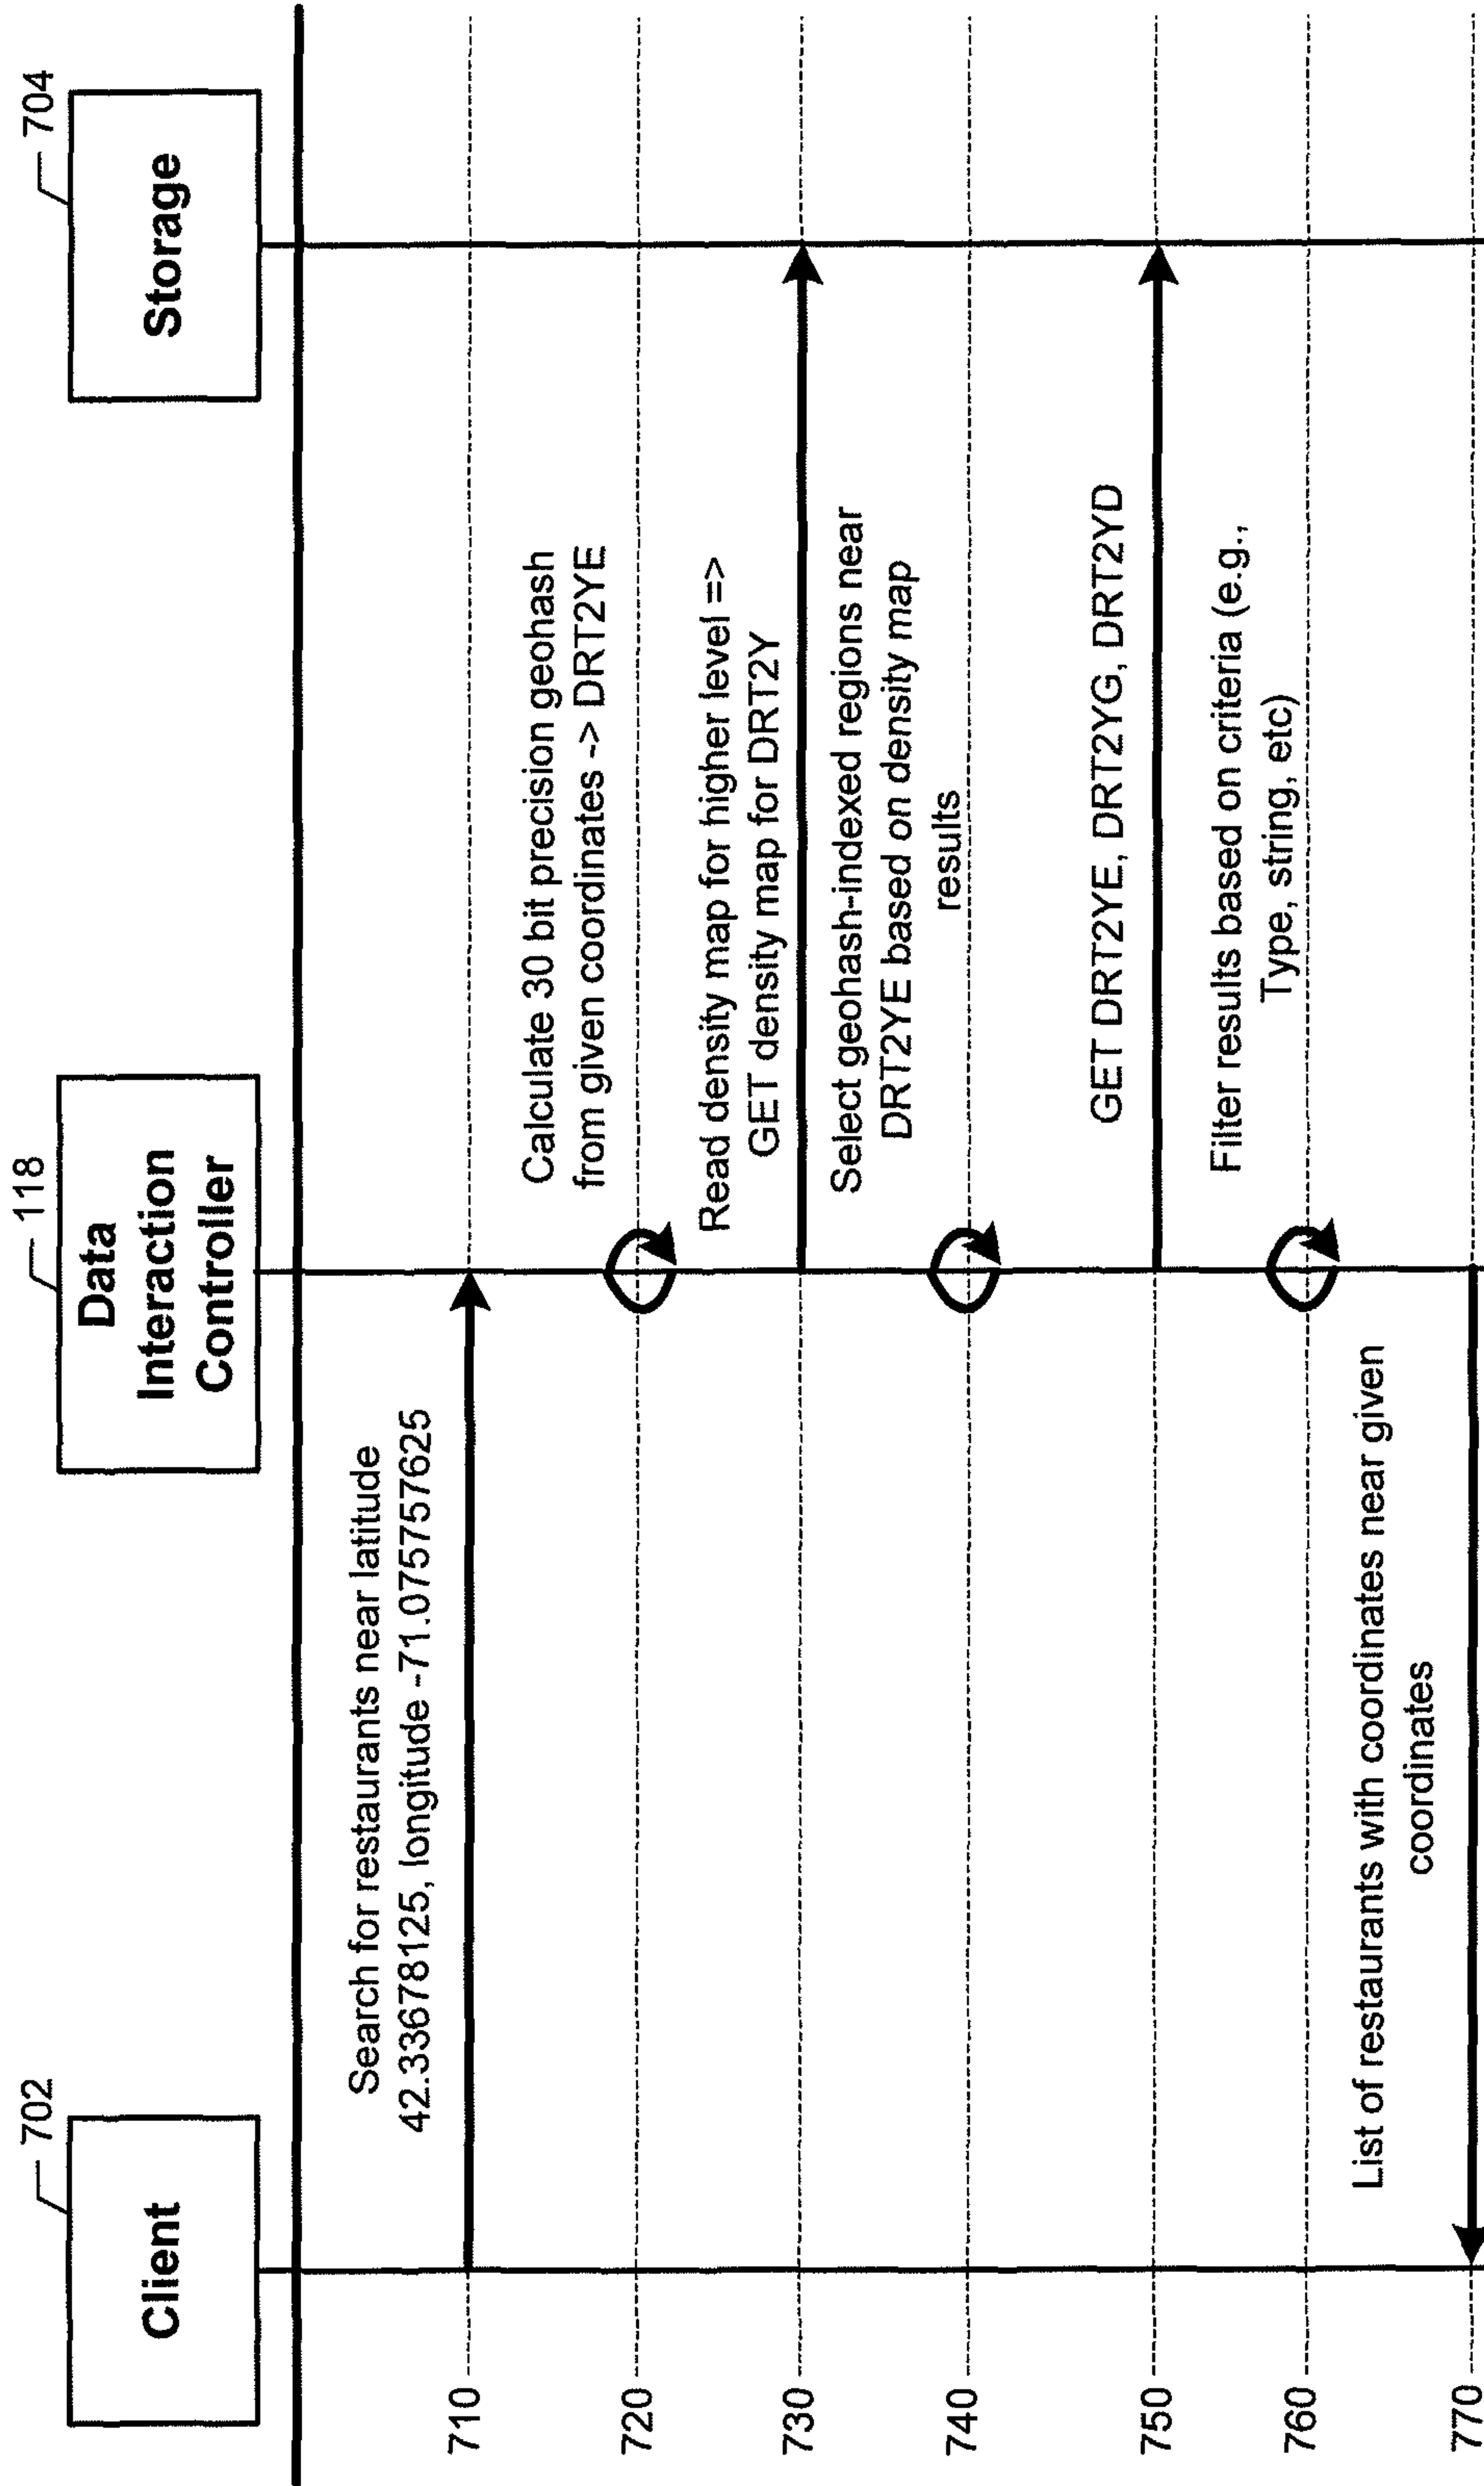 702
Client
118
Data
Interaction
Controller
704
Storage
710
Search for restaurants near latitude
42.33678125, longitude -71.0757576​25
720
Calculate 30 bit precision geohash
from given coordinates -> DRT2YE
730
Read density map for higher level =>
GET density map for DRT2Y
740
Select geohash-indexed regions near
DRT2YE based on density map
results
750
GET DRT2YE, DRT2YG, DRT2YD
760
Filter results based on criteria (e.g.,
Type, string, etc)
770
List of restaurants with coordinates near given
coordinates